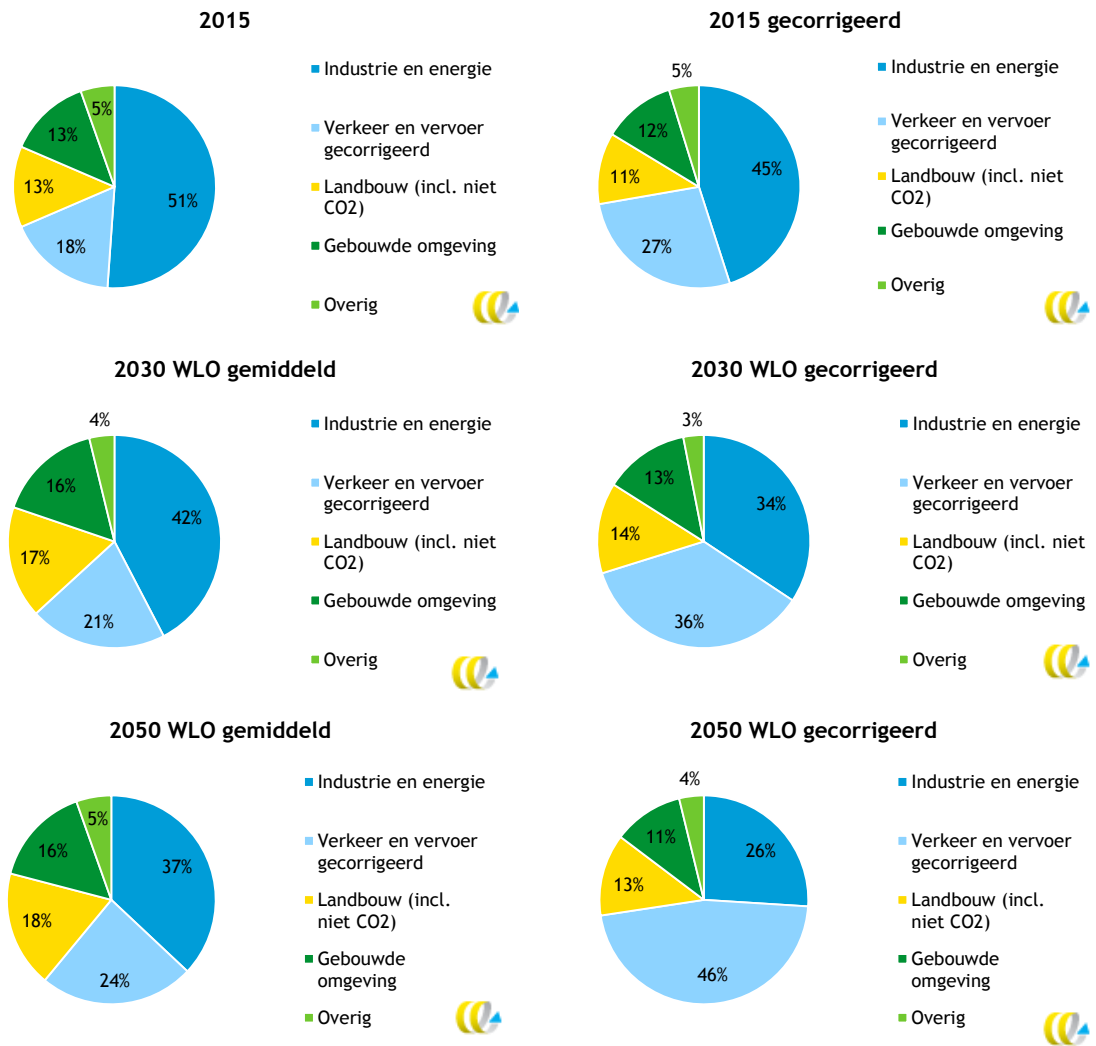 2015
5%
13%
13%
18%
51%
Industrie en energie
Verkeer en vervoer
gecorrigeerd
Landbouw (incl. niet
CO2)
Gebouwde omgeving
Overig
2015 gecorrigeerd
5%
12%
11%
27%
45%
Industrie en energie
Verkeer en vervoer
gecorrigeerd
Landbouw (incl. niet
CO2)
Gebouwde omgeving
Overig
2030 WLO gemiddeld
4%
16%
17%
21%
42%
Industrie en energie
Verkeer en vervoer
gecorrigeerd
Landbouw (incl. niet
CO2)
Gebouwde omgeving
Overig
2030 WLO gecorrigeerd
3%
13%
14%
36%
34%
Industrie en energie
Verkeer en vervoer
gecorrigeerd
Landbouw (incl. niet
CO2)
Gebouwde omgeving
Overig
2050 WLO gemiddeld
5%
16%
18%
24%
37%
Industrie en energie
Verkeer en vervoer
gecorrigeerd
Landbouw (incl.
niet CO2)
Gebouwde
omgeving
Overig
2050 WLO gecorrigeerd
4%
11%
13%
46%
26%
Industrie en energie
Verkeer en vervoer
gecorrigeerd
Landbouw (incl.
niet CO2)
Gebouwde
omgeving
Overig